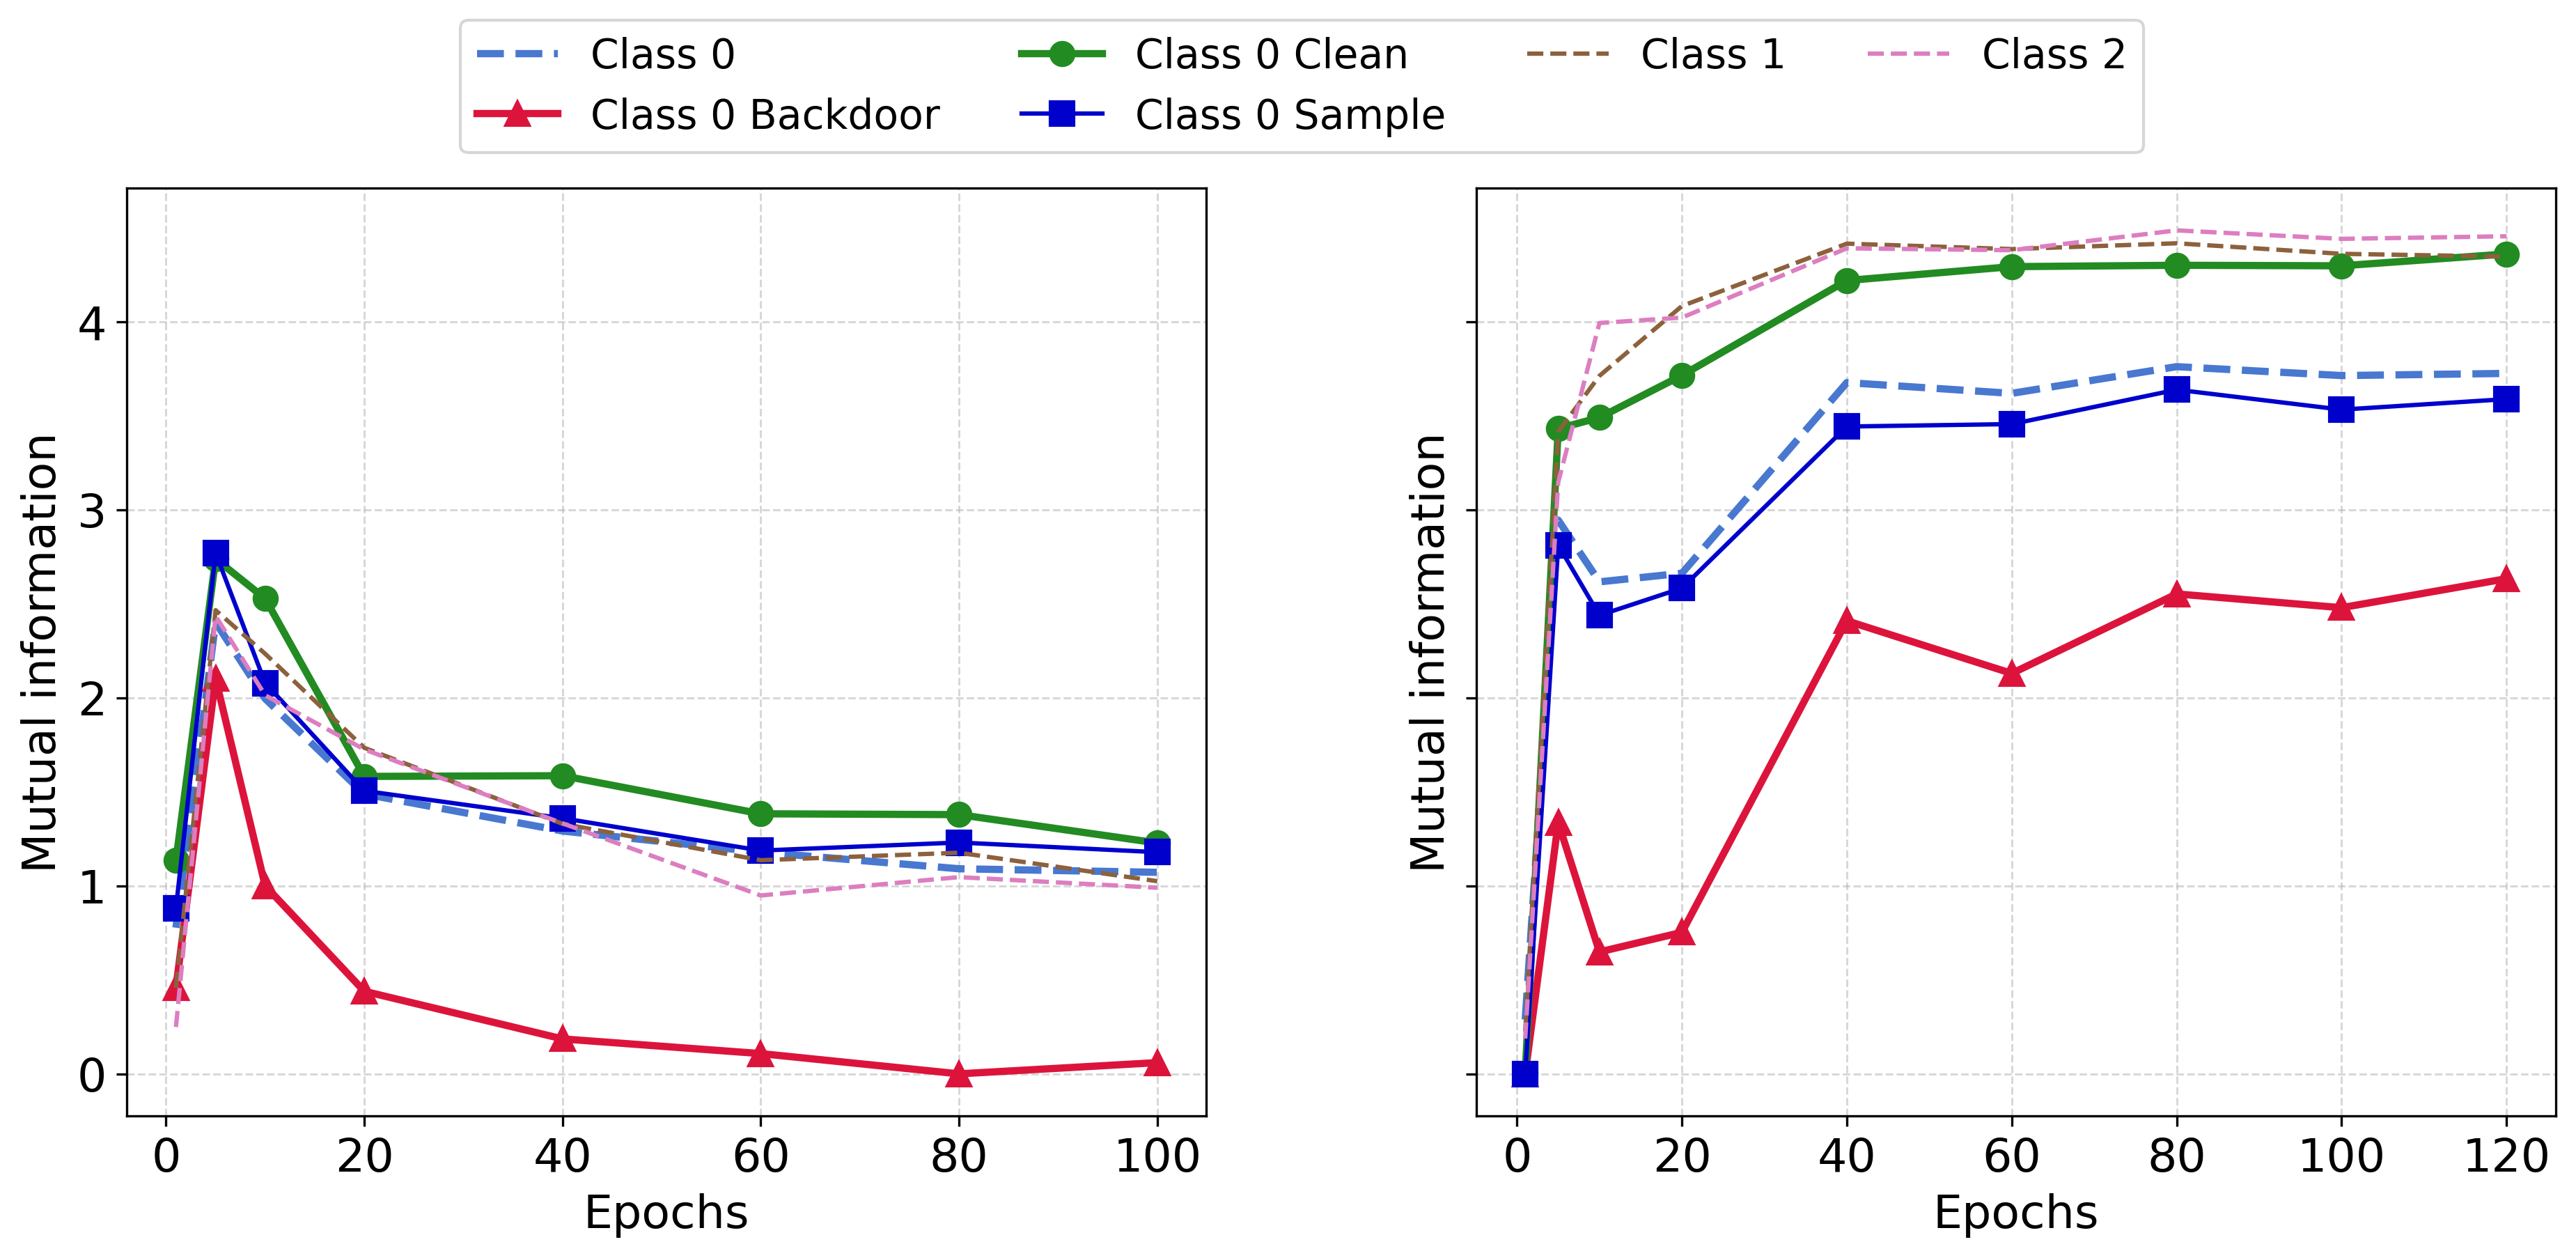 Class 0
Class 0 Clean
Class 1
Class 2
Class 0 Backdoor
Class 0 Sample
Mutual information
4
3
2
1
0
0 20 40 60 80 100
Epochs
Mutual information
0 20 40 60 80 100 120
Epochs